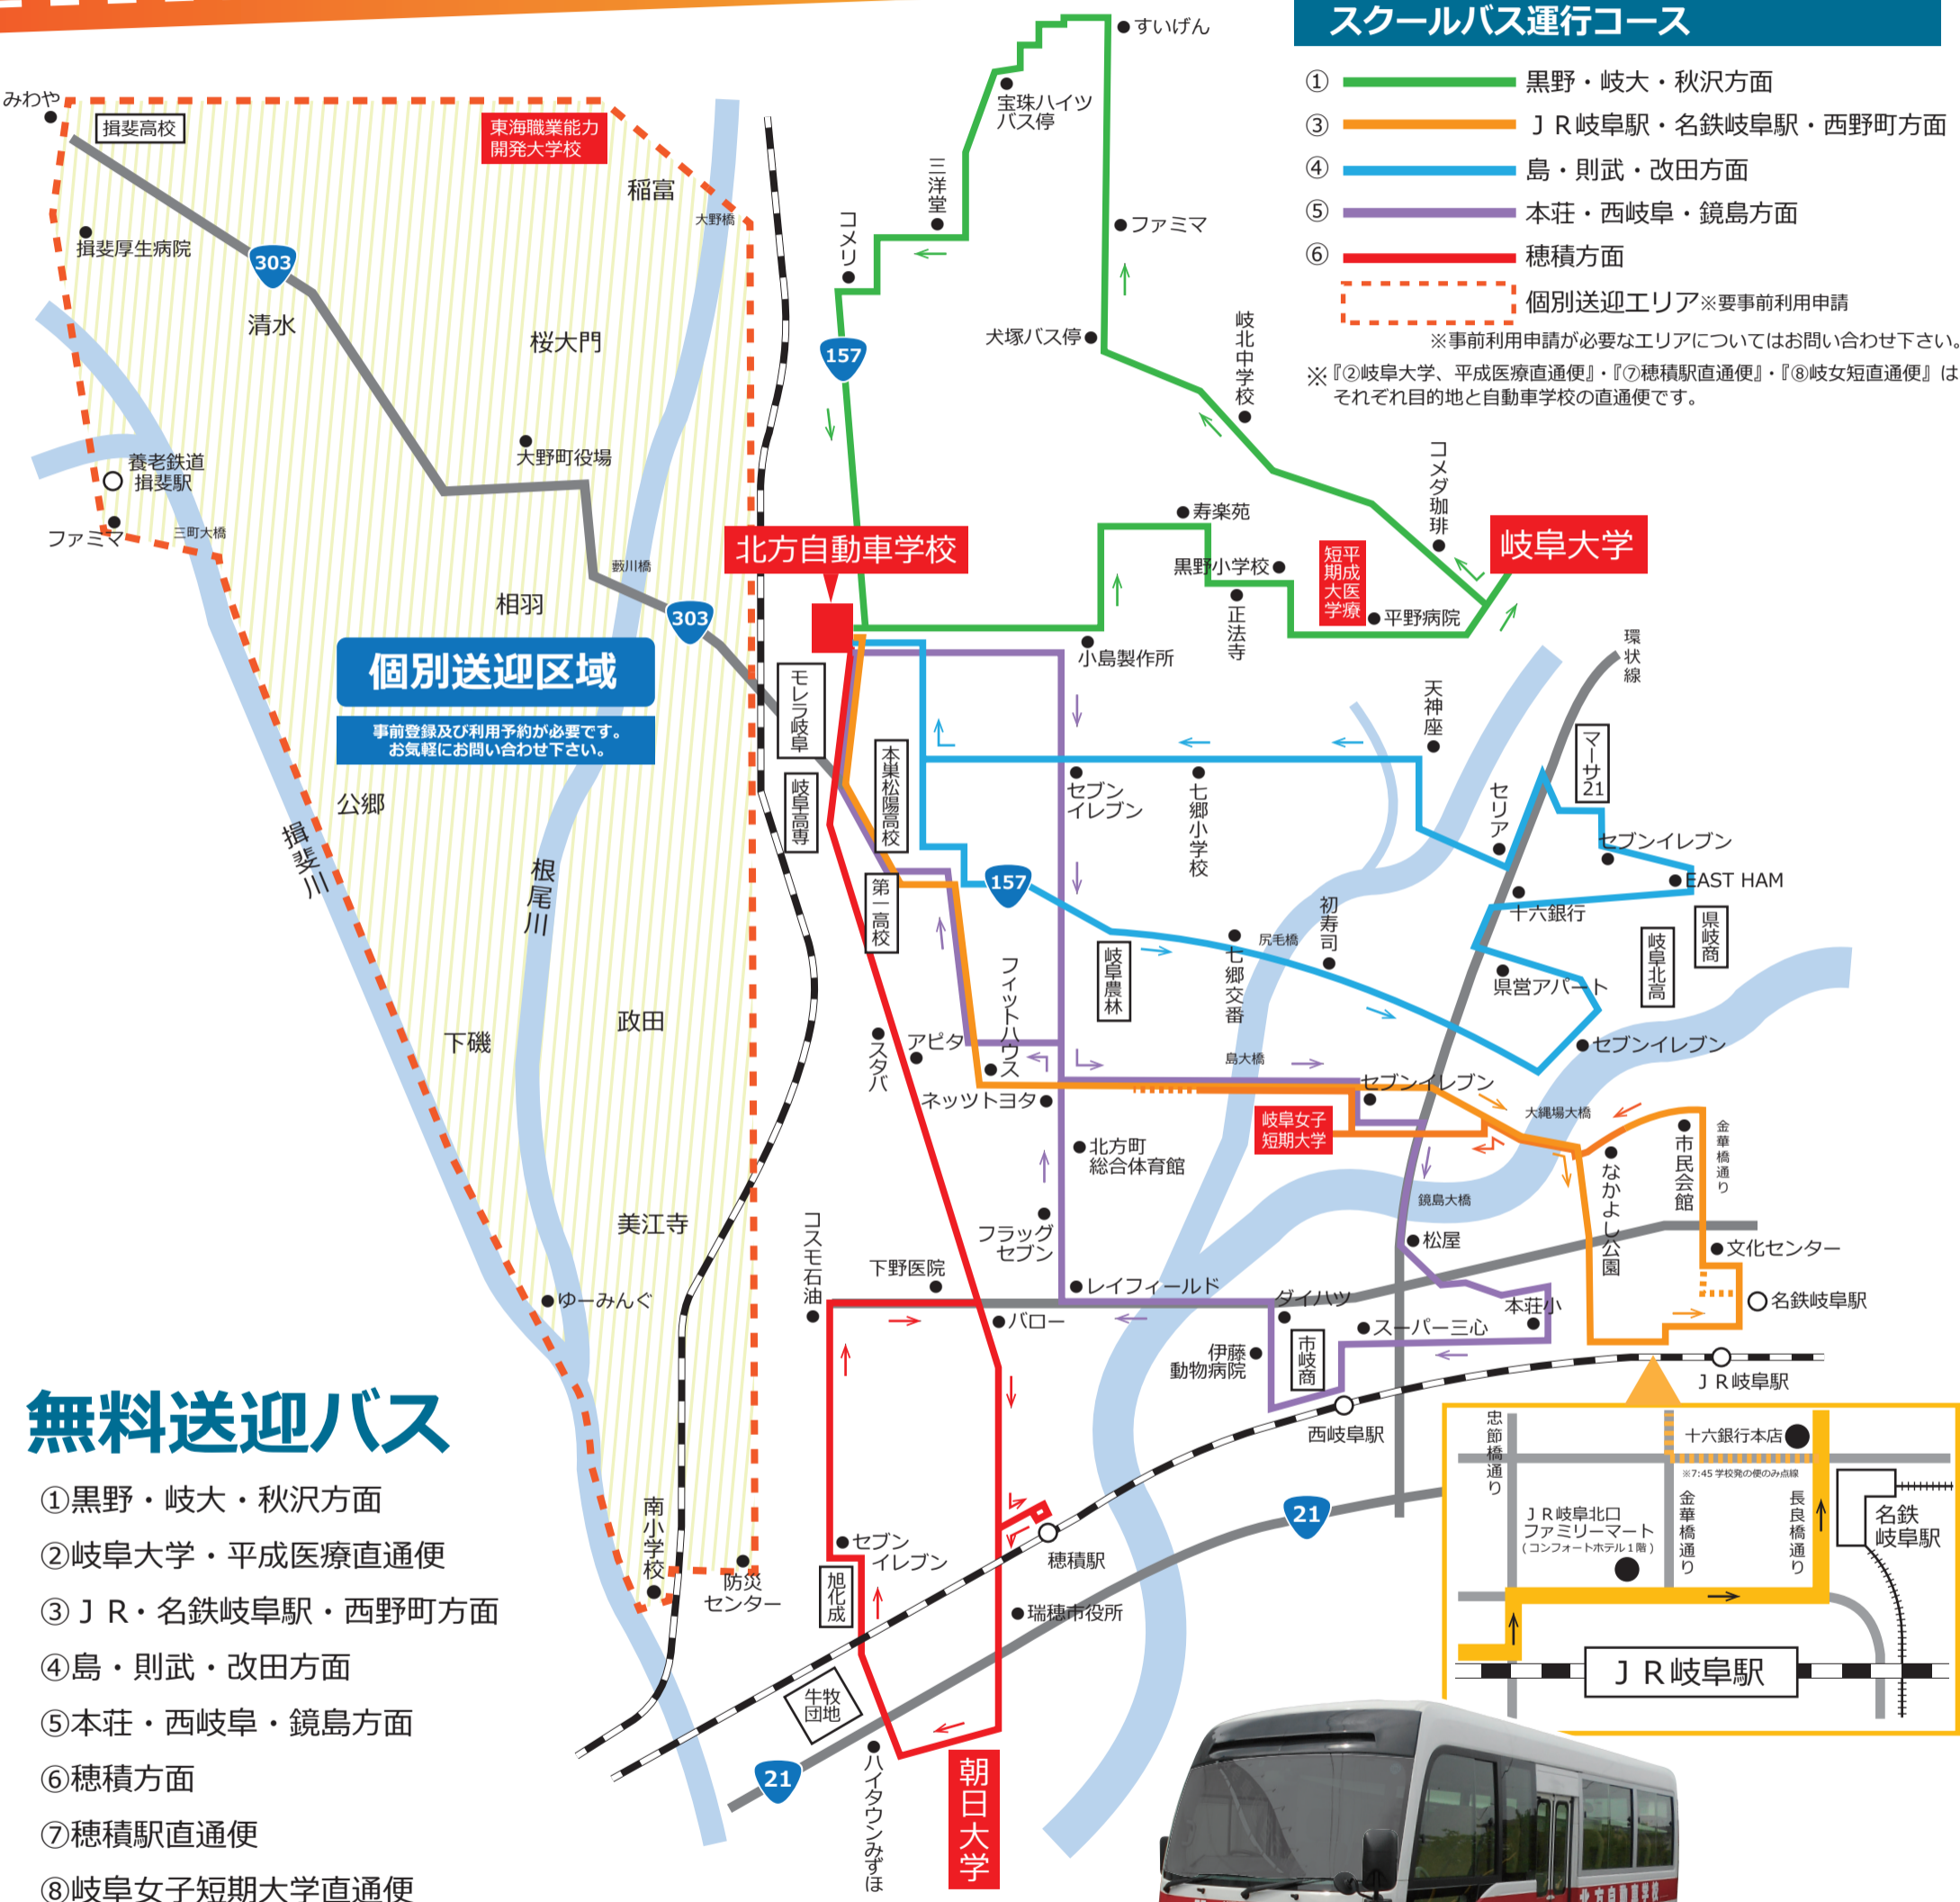 スクールバス運行コース
① 黒野・岐大・秋沢方面
③ ＪＲ岐阜駅・名鉄岐阜駅・西野町方面
④ 島・則武・改田方面
⑤ 本荘・西岐阜・鏡島方面
⑥ 穂積方面
個別送迎エリア※要事前利用申請
※事前利用申請が必要なエリアについてはお問い合わせ下さい。
※『②岐阜大学、平成医療直通便』・『⑦穂積駅直通便』・『⑧岐女短直通便』は
それぞれ目的地と自動車学校の直通便です。
すいげん
宝珠ハイツ
バス停
三洋堂
コメリ
ファミマ
犬塚バス停
岐北中学校
コメダ珈琲
157
みわや
揖斐高校
東海職業能力
開発大学校
稲富
大野橋
揖斐厚生病院
303
清水
桜大門
大野町役場
養老鉄道
揖斐駅
ファミマ
三町大橋
藪川橋
相羽
303
個別送迎区域
事前登録及び利用予約が必要です。
お気軽にお問い合わせ下さい。
公郷
揖斐川
根尾川
政田
下磯
美江寺
ゆーみんぐ
南小学校
防災
センター
北方自動車学校
寿楽苑
黒野小学校
正法寺
平成医療
短期大学
平野病院
岐阜大学
小島製作所
環状線
モレラ岐阜
岐阜高専
本巣松陽高校
第一高校
157
セブン
イレブン
七郷小学校
天神座
セリア
マーサ21
セブンイレブン
EAST HAM
十六銀行
県岐商
岐阜北高
県営アパート
セブンイレブン
初寿司
尻毛橋
七郷交番
岐阜農林
フィットハウス
アピタ
スタバ
ネッツトヨタ
島大橋
セブンイレブン
岐阜女子
短期大学
大縄場大橋
市民会館
金華橋通り
なかよし公園
文化センター
名鉄岐阜駅
北方町
総合体育館
フラッグ
セブン
レイフィールド
鏡島大橋
松屋
ダイハツ
本荘小
スーパー三心
伊藤
動物病院
市岐商
西岐阜駅
ＪＲ岐阜駅
コスモ石油
下野医院
バロー
セブン
イレブン
旭化成
穂積駅
瑞穂市役所
21
牛牧
団地
21
ハイタウンみずほ
朝日大学
忠節橋通り
十六銀行本店
※7:45 学校発の便のみ点線
ＪＲ岐阜北口
ファミリーマート
(コンフォートホテル１階)
金華橋通り
長良橋通り
名鉄
岐阜駅
ＪＲ岐阜駅
無料送迎バス
①黒野・岐大・秋沢方面
②岐阜大学・平成医療直通便
③ＪＲ・名鉄岐阜駅・西野町方面
④島・則武・改田方面
⑤本荘・西岐阜・鏡島方面
⑥穂積方面
⑦穂積駅直通便
⑧岐阜女子短期大学直通便
北方自動車学校